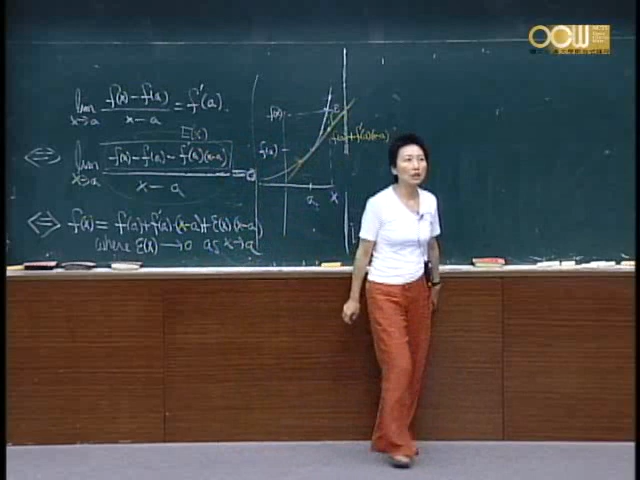 lim f(x) − f(a) / x − a = f'(a).
x→a
E(x)
⟺ lim f(x) − f(a) − f'(a)(x−a) / x − a = 0
x→a
⟺ f(x) = f(a) + f'(a)(x−a) + E(x)(x−a)
where E(x) → 0 as x→a
f(x)
f(a)
f(a)+f'(a)(x−a)
a
x
OCW